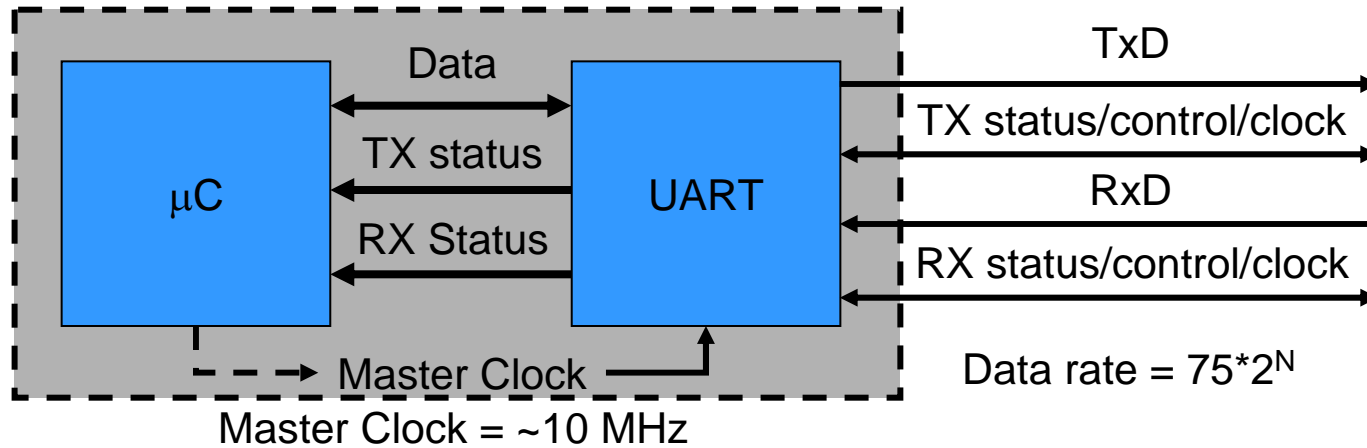 Data
TX status
RX Status
μC
UART
Master Clock
Master Clock = ~10 MHz
TxD
TX status/control/clock
RxD
RX status/control/clock
Data rate = 75*2ᴺ